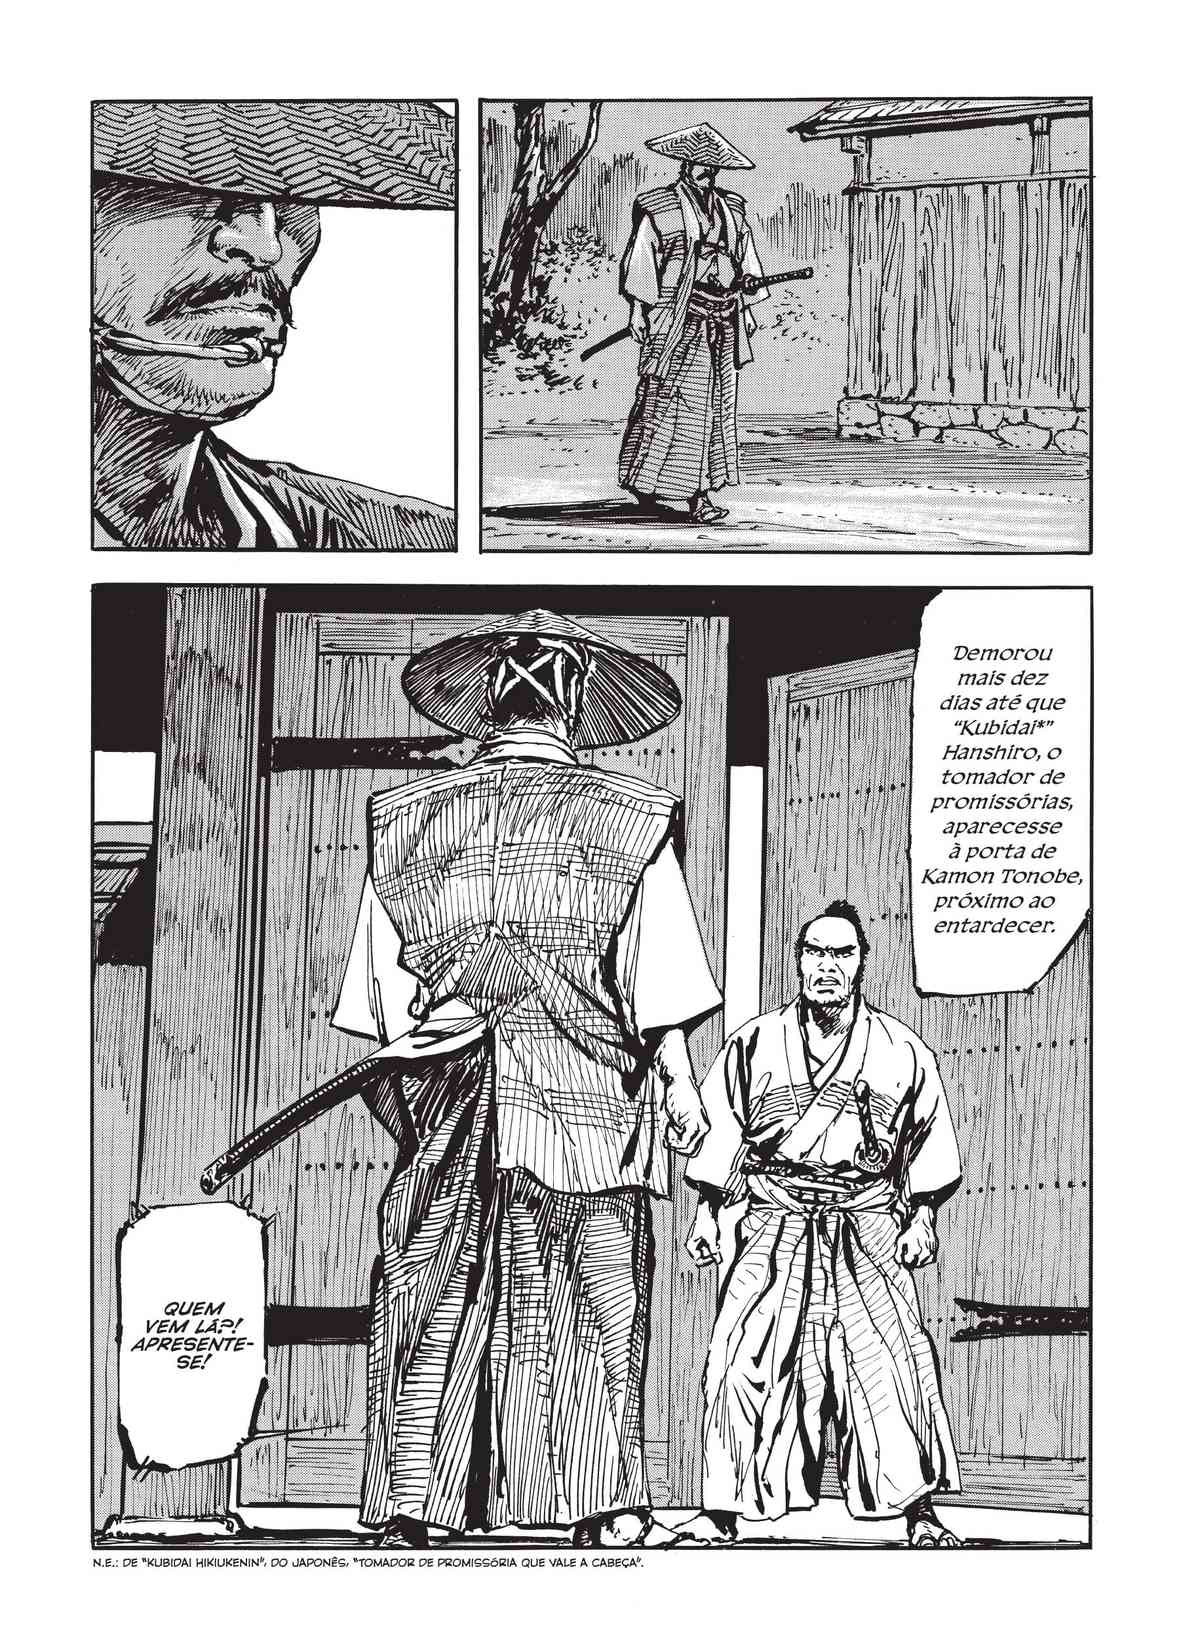 Demorou
mais dez
dias até que
“Kubidai*”
Hanshiro, o
tomador de
promissórias,
aparecesse
à porta de
Kamon Tonobe,
próximo ao
entardecer.
QUEM
VEM LÁ?!
APRESENTE-
SE!
N.E.: DE “KUBIDAI HIKIUKENIN”, DO JAPONÊS, “TOMADOR DE PROMISSÓRIA QUE VALE A CABEÇA”.